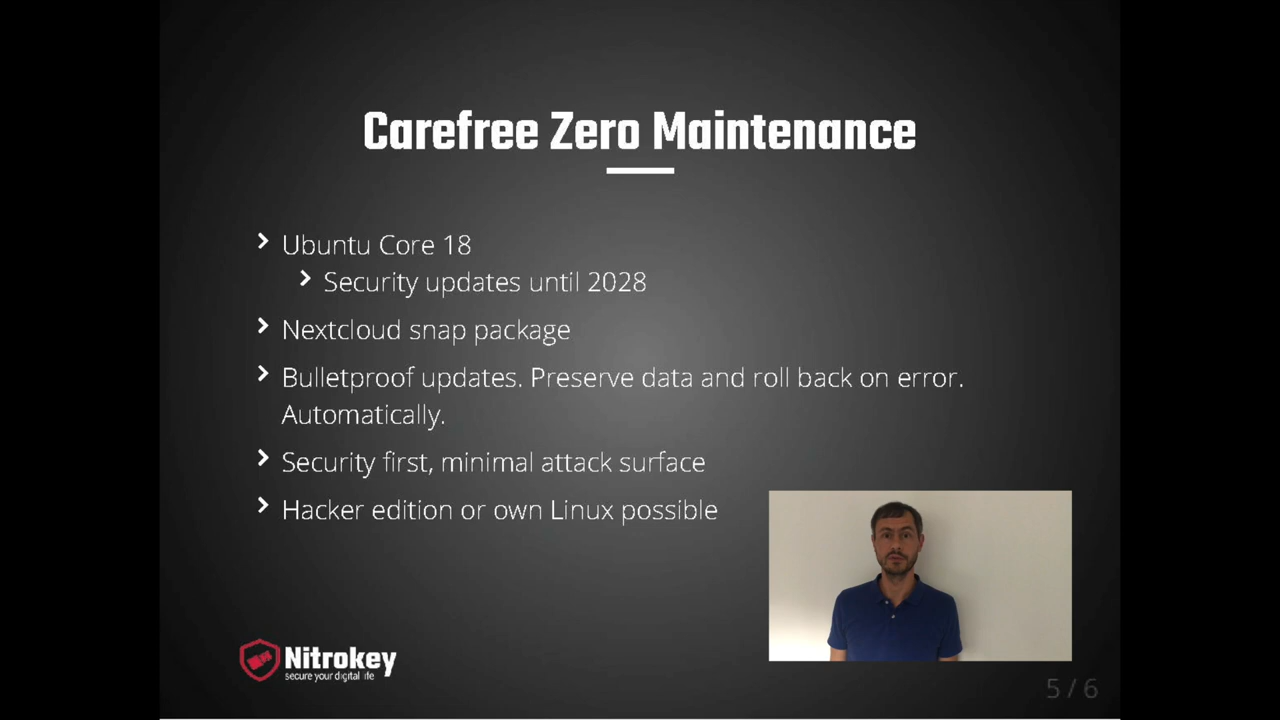 Carefree Zero Maintenance
Ubuntu Core 18
Security updates until 2028
Nextcloud snap package
Bulletproof updates. Preserve data and roll back on error.
Automatically.
Security first, minimal attack surface
Hacker edition or own Linux possible
Nitrokey
secure your digital life
5 / 6